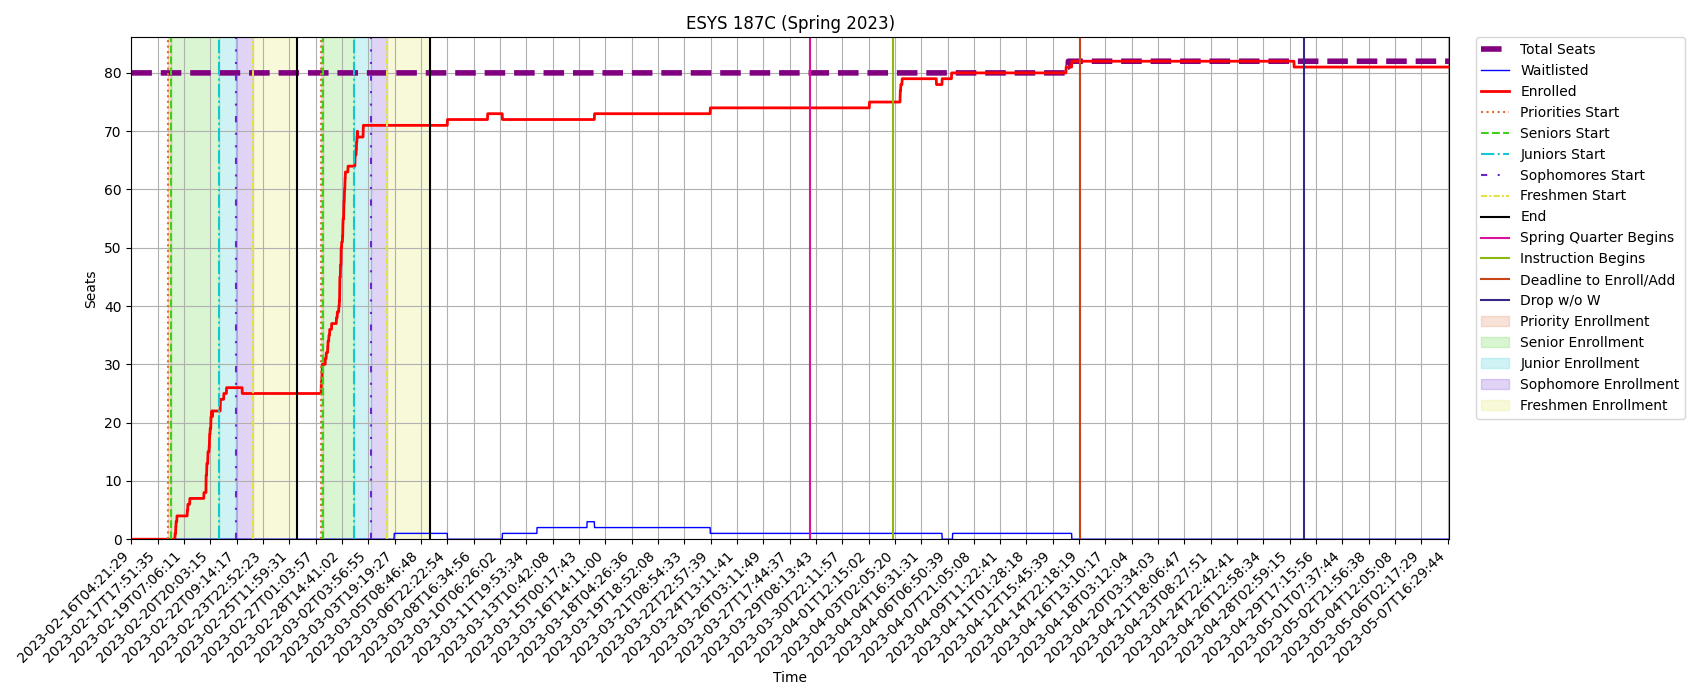 ESYS 187C (Spring 2023)
Seats
80
70
60
50
40
30
20
10
0
2023-02-16T04:21:29
2023-02-17T17:51:35
2023-02-19T07:06:11
2023-02-20T20:03:15
2023-02-22T09:14:17
2023-02-23T22:52:23
2023-02-25T11:59:31
2023-02-27T01:03:57
2023-02-28T14:41:02
2023-03-02T03:56:55
2023-03-03T19:19:27
2023-03-05T08:46:48
2023-03-06T22:22:54
2023-03-08T16:34:56
2023-03-10T06:26:02
2023-03-11T19:53:34
2023-03-13T10:42:08
2023-03-15T00:17:43
2023-03-16T14:11:00
2023-03-18T04:26:36
2023-03-19T18:52:08
2023-03-21T08:54:33
2023-03-22T22:57:39
2023-03-24T13:11:41
2023-03-26T03:11:49
2023-03-27T17:44:37
2023-03-29T08:13:43
2023-03-30T22:11:57
2023-04-01T12:15:02
2023-04-03T02:05:20
2023-04-04T16:31:31
2023-04-06T06:50:39
2023-04-07T21:05:08
2023-04-09T11:22:41
2023-04-11T01:28:18
2023-04-12T15:45:39
2023-04-14T22:18:19
2023-04-16T13:10:17
2023-04-18T03:12:04
2023-04-20T03:34:03
2023-04-21T18:06:47
2023-04-23T08:27:51
2023-04-24T22:42:41
2023-04-26T12:58:34
2023-04-28T02:59:15
2023-04-29T17:15:56
2023-05-01T07:37:44
2023-05-02T21:56:38
2023-05-04T12:05:08
2023-05-06T02:17:29
2023-05-07T16:29:44
Time
Total Seats
Waitlisted
Enrolled
Priorities Start
Seniors Start
Juniors Start
Sophomores Start
Freshmen Start
End
Spring Quarter Begins
Instruction Begins
Deadline to Enroll/Add
Drop w/o W
Priority Enrollment
Senior Enrollment
Junior Enrollment
Sophomore Enrollment
Freshmen Enrollment